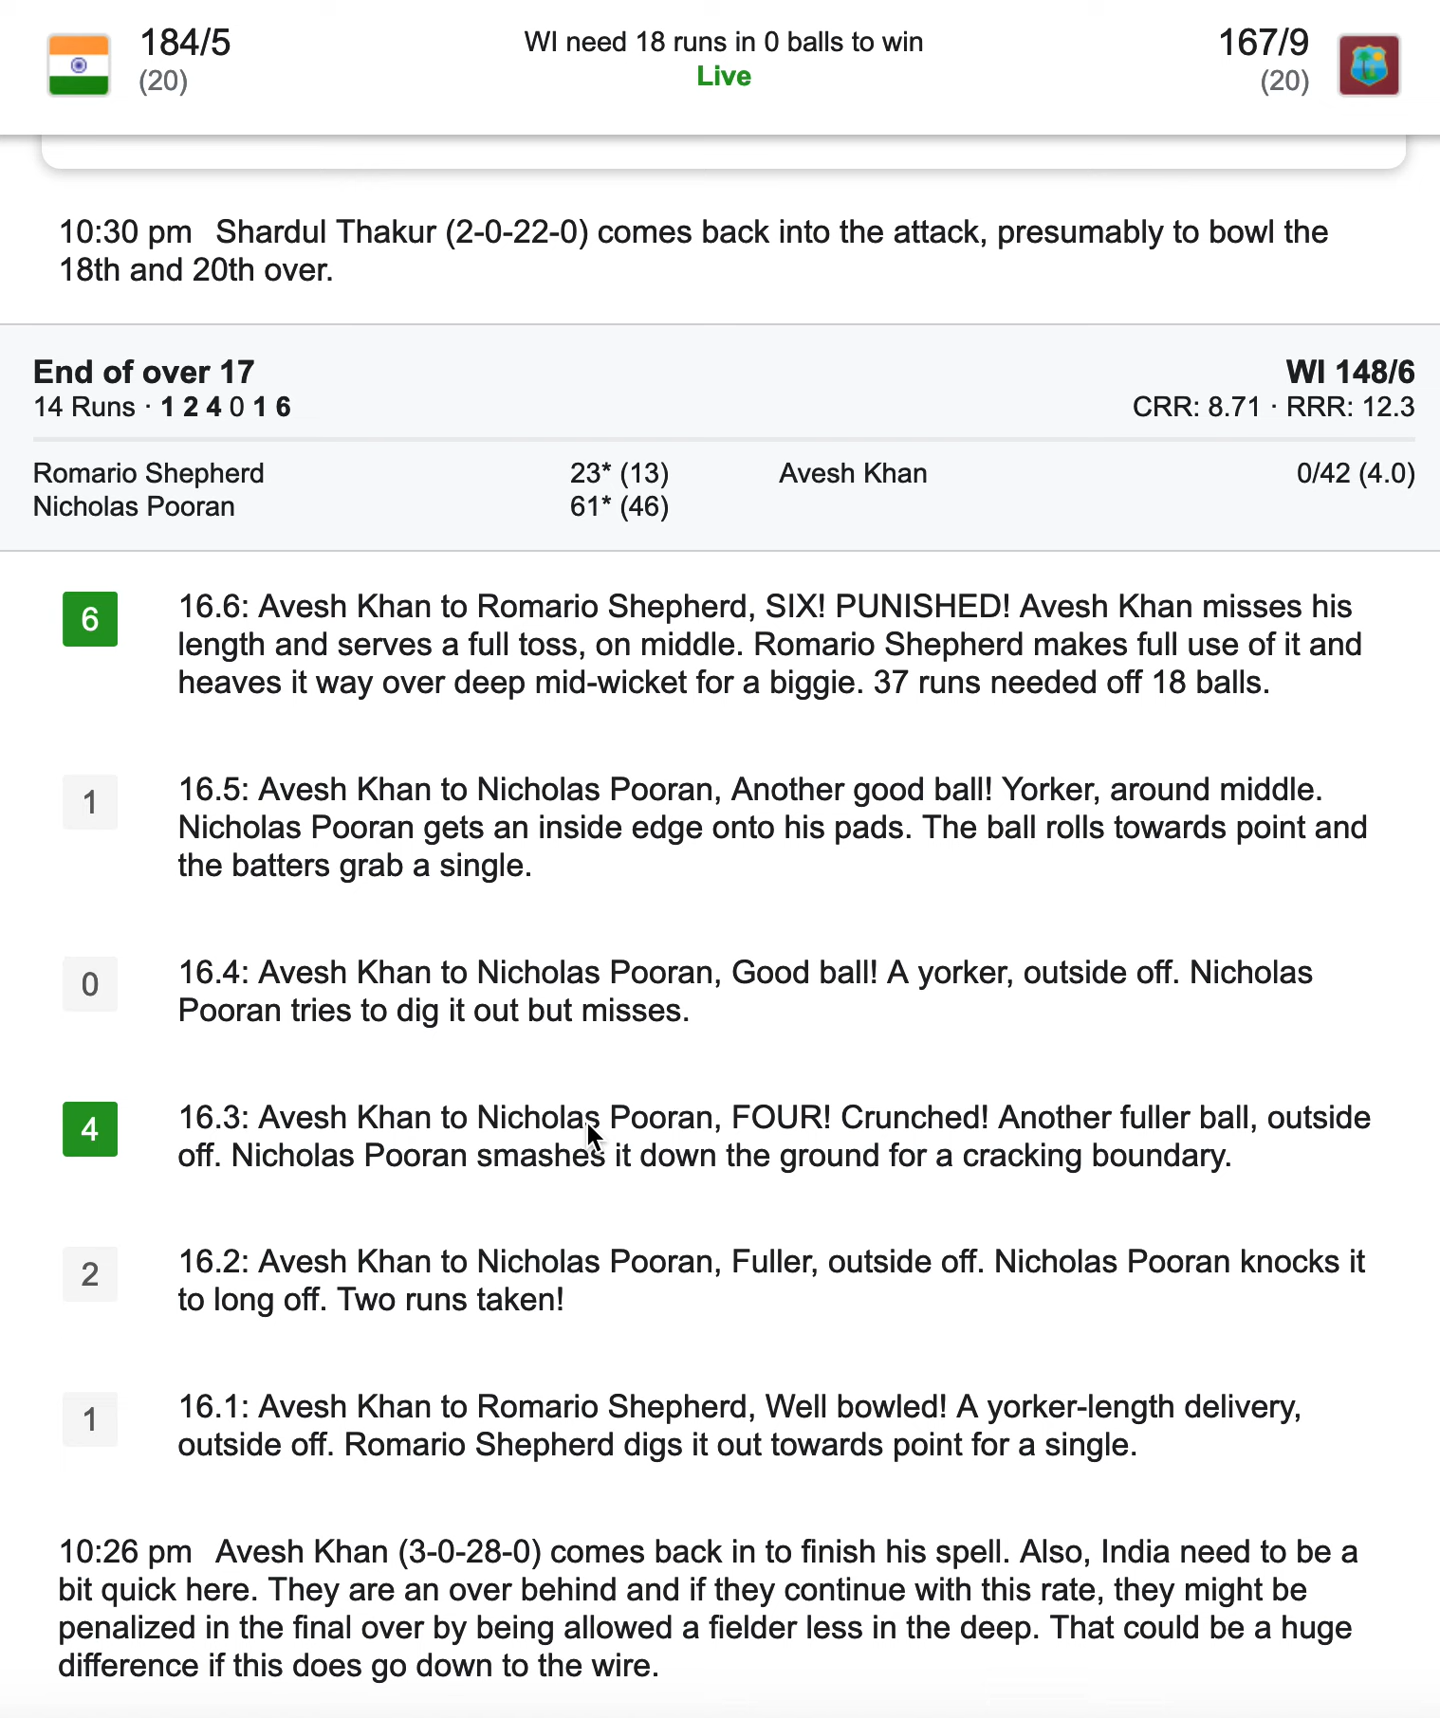 184/5
(20)
WI need 18 runs in 0 balls to win
Live
167/9
(20)
10:30 pm Shardul Thakur (2-0-22-0) comes back into the attack, presumably to bowl the
18th and 20th over.
End of over 17
WI 148/6
14 Runs · 1 2 4 0 1 6
CRR: 8.71 · RRR: 12.3
Romario Shepherd 23* (13) Avesh Khan 0/42 (4.0)
Nicholas Pooran 61* (46)
6
16.6: Avesh Khan to Romario Shepherd, SIX! PUNISHED! Avesh Khan misses his
length and serves a full toss, on middle. Romario Shepherd makes full use of it and
heaves it way over deep mid-wicket for a biggie. 37 runs needed off 18 balls.
1
16.5: Avesh Khan to Nicholas Pooran, Another good ball! Yorker, around middle.
Nicholas Pooran gets an inside edge onto his pads. The ball rolls towards point and
the batters grab a single.
0
16.4: Avesh Khan to Nicholas Pooran, Good ball! A yorker, outside off. Nicholas
Pooran tries to dig it out but misses.
4
16.3: Avesh Khan to Nicholas Pooran, FOUR! Crunched! Another fuller ball, outside
off. Nicholas Pooran smashes it down the ground for a cracking boundary.
2
16.2: Avesh Khan to Nicholas Pooran, Fuller, outside off. Nicholas Pooran knocks it
to long off. Two runs taken!
1
16.1: Avesh Khan to Romario Shepherd, Well bowled! A yorker-length delivery,
outside off. Romario Shepherd digs it out towards point for a single.
10:26 pm Avesh Khan (3-0-28-0) comes back in to finish his spell. Also, India need to be a
bit quick here. They are an over behind and if they continue with this rate, they might be
penalized in the final over by being allowed a fielder less in the deep. That could be a huge
difference if this does go down to the wire.